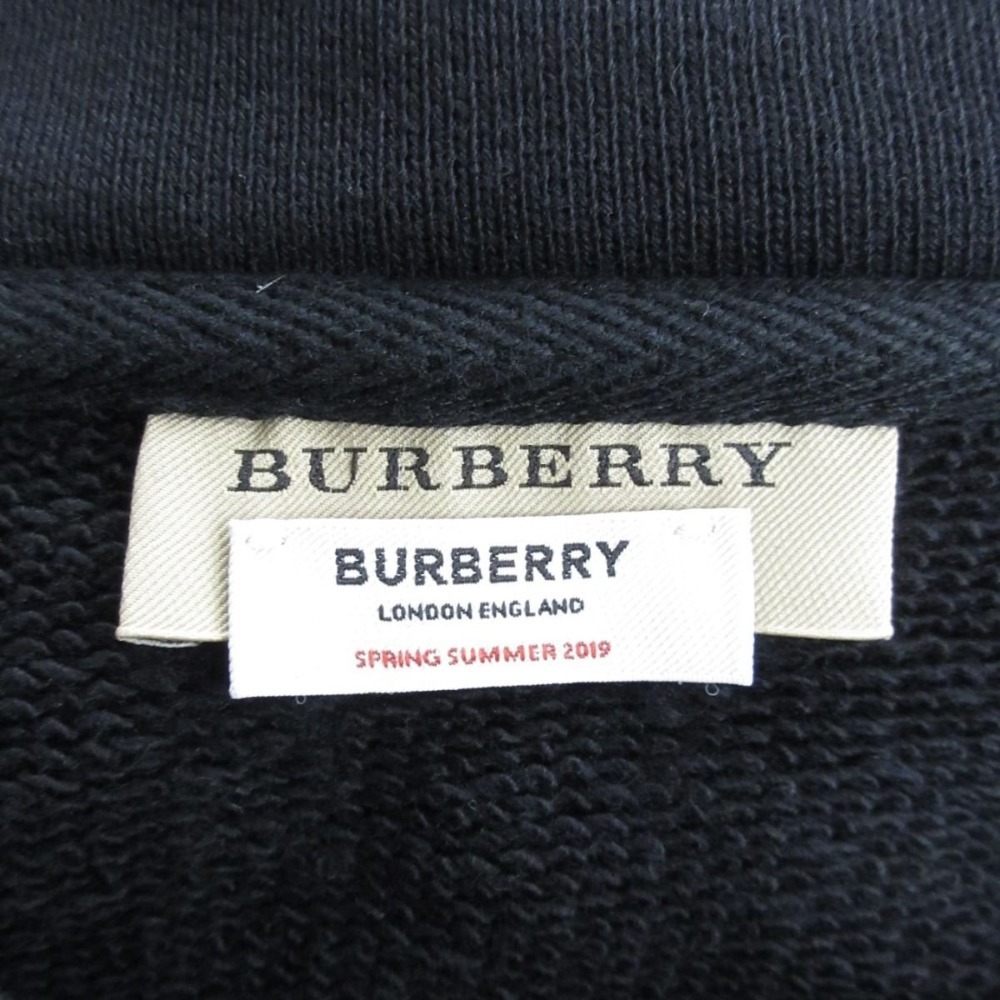 BURBERRY
BURBERRY
LONDON ENGLAND
SPRING SUMMER 2019